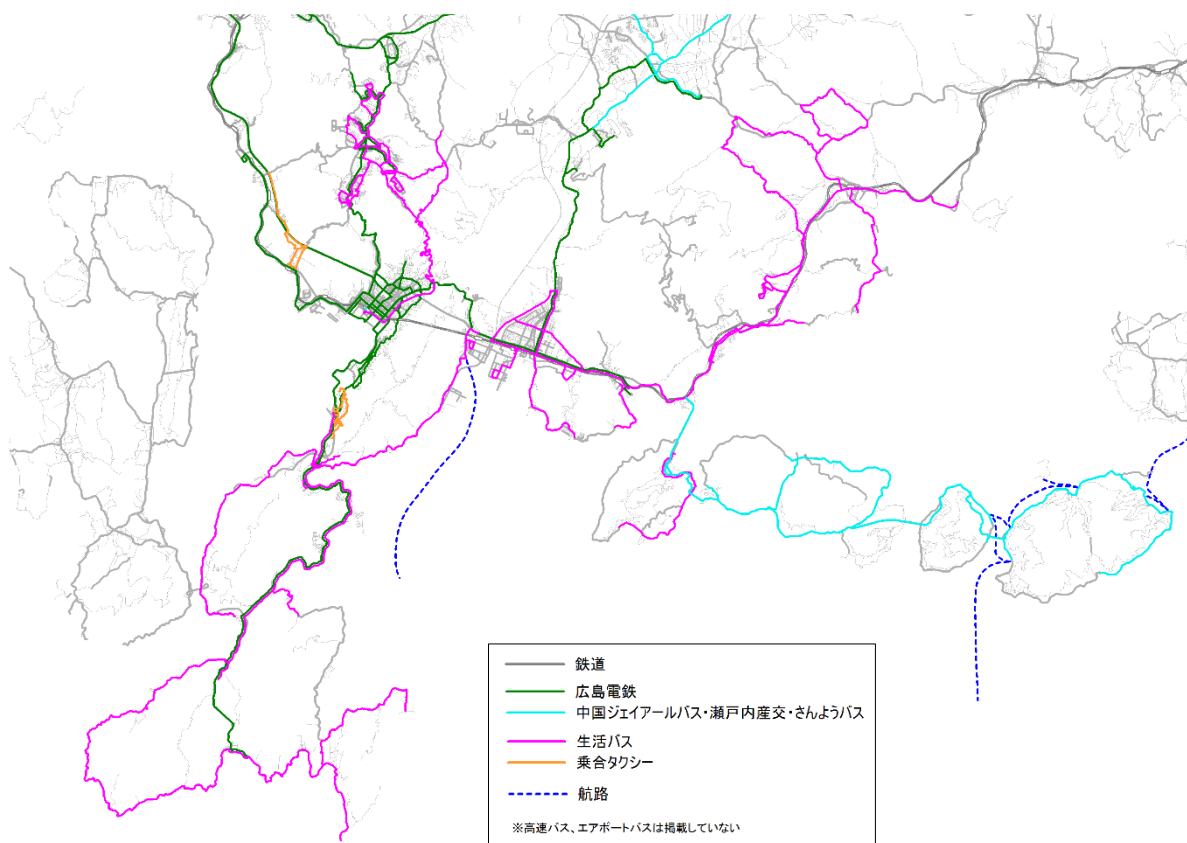 鉄道
広島電鉄
中国ジェイアールバス・瀬戸内産交・さんようバス
生活バス
乗合タクシー
航路
※高速バス、エアポートバスは掲載していない